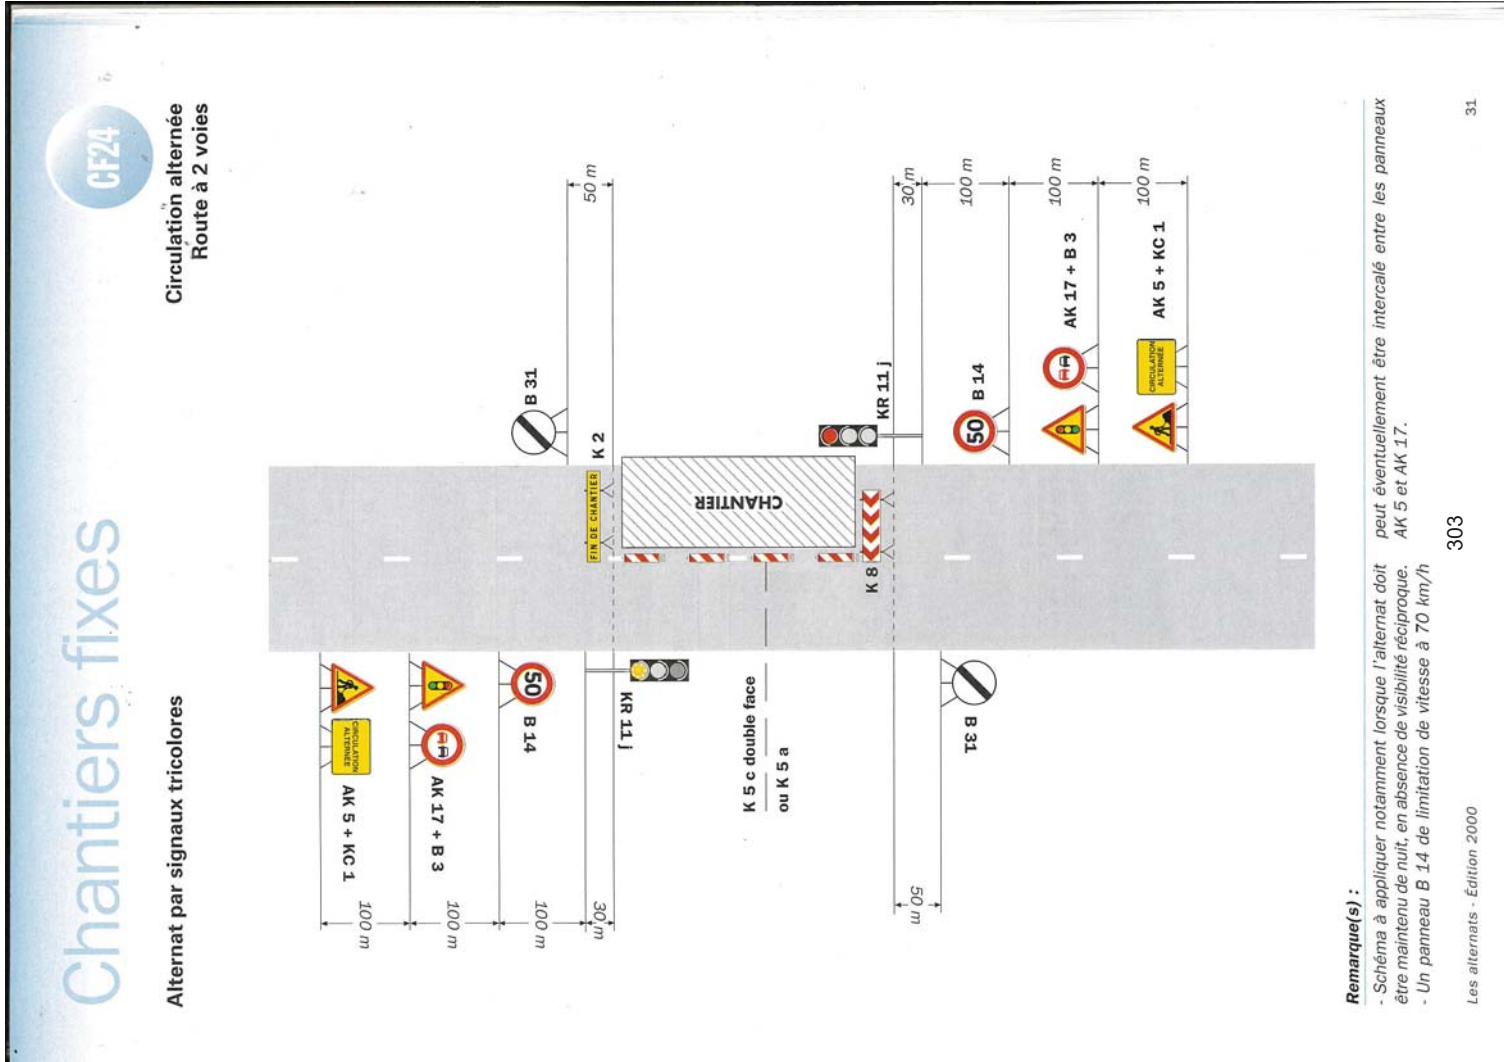 Chantiers fixes
CF24
Alternat par signaux tricolores
Circulation alternée
Route à 2 voies
AK 5 + KC 1
CIRCULATION
ALTERNÉE
100 m
AK 17 + B 3
100 m
50
B 14
100 m
KR 11 j
30 m
B 31
50 m
K 2
FIN DE CHANTIER
CHANTIER
K 5 c double face
ou K 5 a
K 8
KR 11 j
30 m
50
B 14
100 m
AK 17 + B 3
100 m
CIRCULATION
ALTERNÉE
AK 5 + KC 1
100 m
50 m
B 31
Remarque(s) :
- Schéma à appliquer notamment lorsque l'alternat doit
être maintenu de nuit, en absence de visibilité réciproque.
- Un panneau B 14 de limitation de vitesse à 70 km/h
peut éventuellement être intercalé entre les panneaux
AK 5 et AK 17.
Les alternats - Édition 2000
303
31